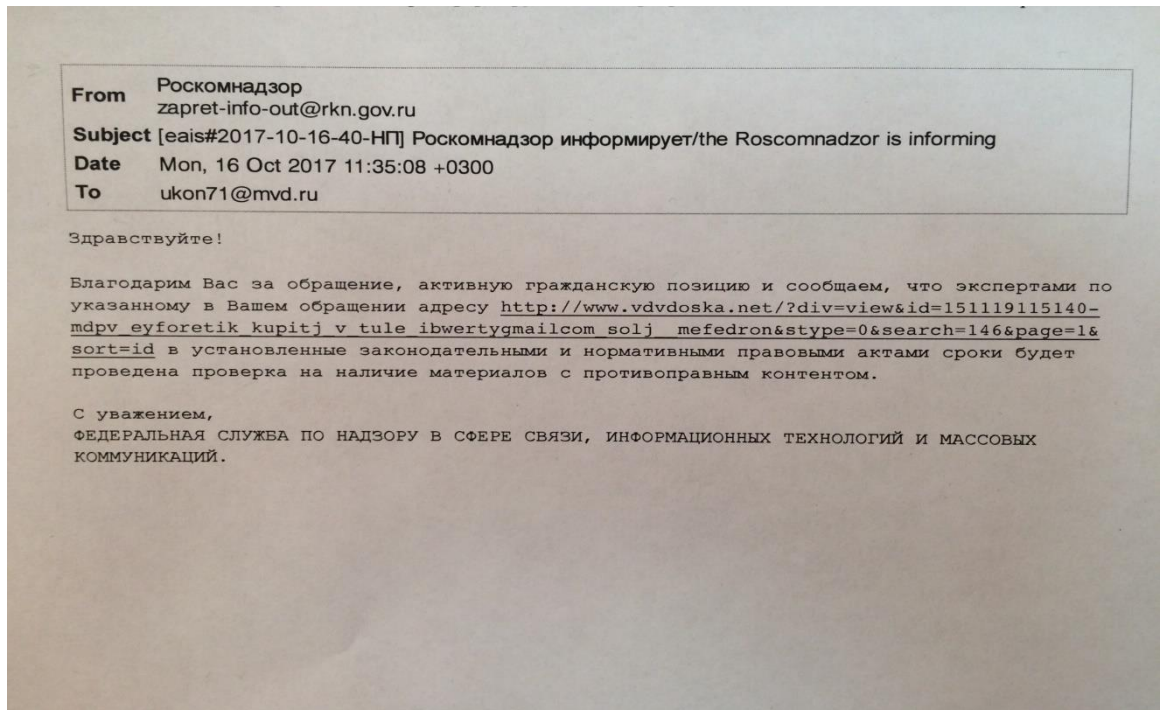 From Роскомнадзор
zapret-info-out@rkn.gov.ru
Subject [eais#2017-10-16-40-НП] Роскомнадзор информирует/the Roscomnadzor is informing
Date Mon, 16 Oct 2017 11:35:08 +0300
To ukon71@mvd.ru
Здравствуйте!
Благодарим Вас за обращение, активную гражданскую позицию и сообщаем, что экспертами по
указанному в Вашем обращении адресу http://www.vdvdoska.net/?div=view&id=151119115140-
mdpv_eyforetik_kupitj_v_tule_ibwertygmailcom_solj__mefedron&stype=0&search=146&page=1&
sort=id в установленные законодательными и нормативными правовыми актами сроки будет
проведена проверка на наличие материалов с противоправным контентом.
С уважением,
ФЕДЕРАЛЬНАЯ СЛУЖБА ПО НАДЗОРУ В СФЕРЕ СВЯЗИ, ИНФОРМАЦИОННЫХ ТЕХНОЛОГИЙ И МАССОВЫХ
КОММУНИКАЦИЙ.